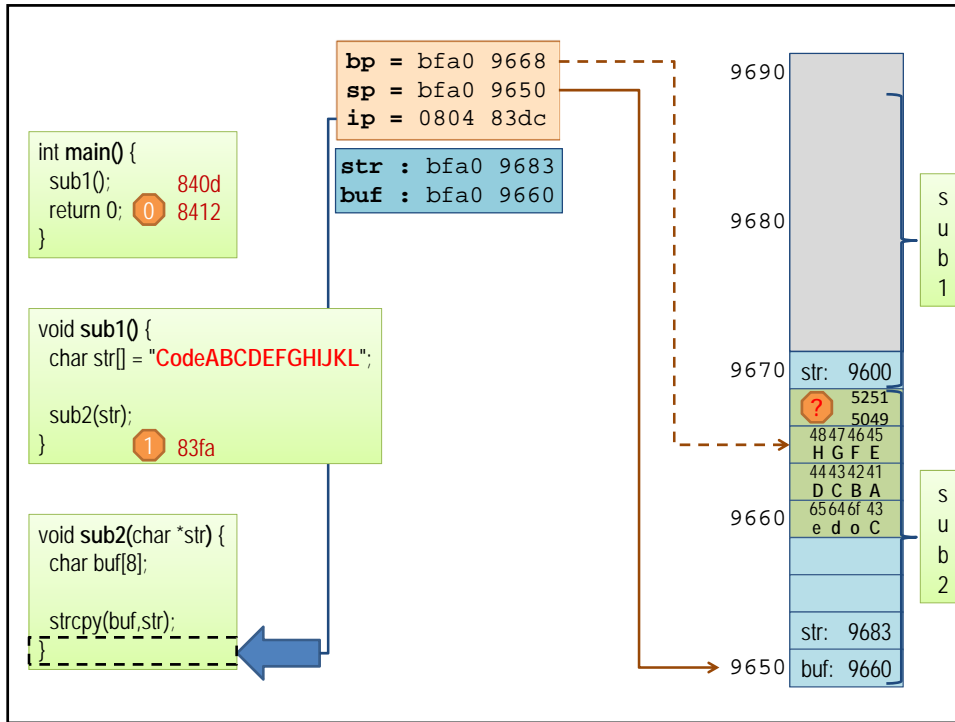 bp = bfa0 9668
sp = bfa0 9650
ip = 0804 83dc
str : bfa0 9683
buf : bfa0 9660
int main() {
sub1(); 840d
return 0; 0 8412
}
void sub1() {
char str[] = "CodeABCDEFGHIJKL";
sub2(str);
} 1 83fa
void sub2(char *str) {
char buf[8];
strcpy(buf,str);
}
9690
9680
9670
9660
9650
str: 9600
? 5251
5049
48474645
H G F E
44434241
D C B A
65646f 43
e d o C
str: 9683
buf: 9660
s
u
b
1
s
u
b
2